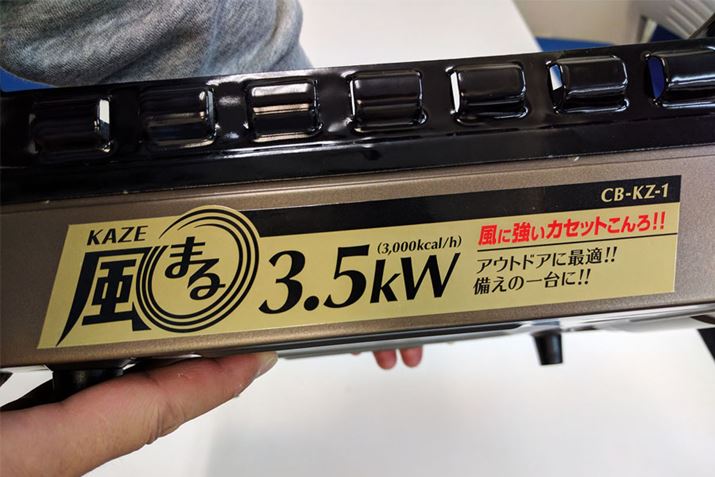 CB-KZ-1
KAZE
風まる
(3,000kcal/h)
3.5kW
風に強いカセットこんろ!!
アウトドアに最適!!
備えの一台に!!